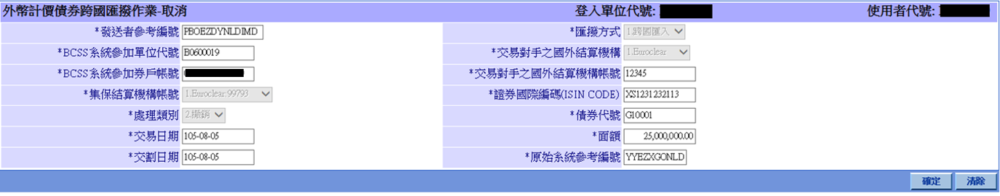 外幣計價債券跨國匯撥作業-取消 登入單位代號: 使用者代號:
*發送者參考編號 PBOEZDYNLDIMD *匯撥方式 1.跨國匯入
*BCSS系統參加單位代號 B0600019 *交易對手之國外結算機構 1.Euroclear
*BCSS系統參加券戶帳號 *交易對手之國外結算機構帳號 12345
*集保結算機構帳號 1.Euroclear:99793 *證券國際編碼(ISIN CODE) XS1231232113
*處理類別 2.撤銷 *債券代號 G10001
*交易日期 105-08-05 *面額 25,000,000.00
*交割日期 105-08-05 *原始系統參考編號 YYEZXGONLD
確定 清除